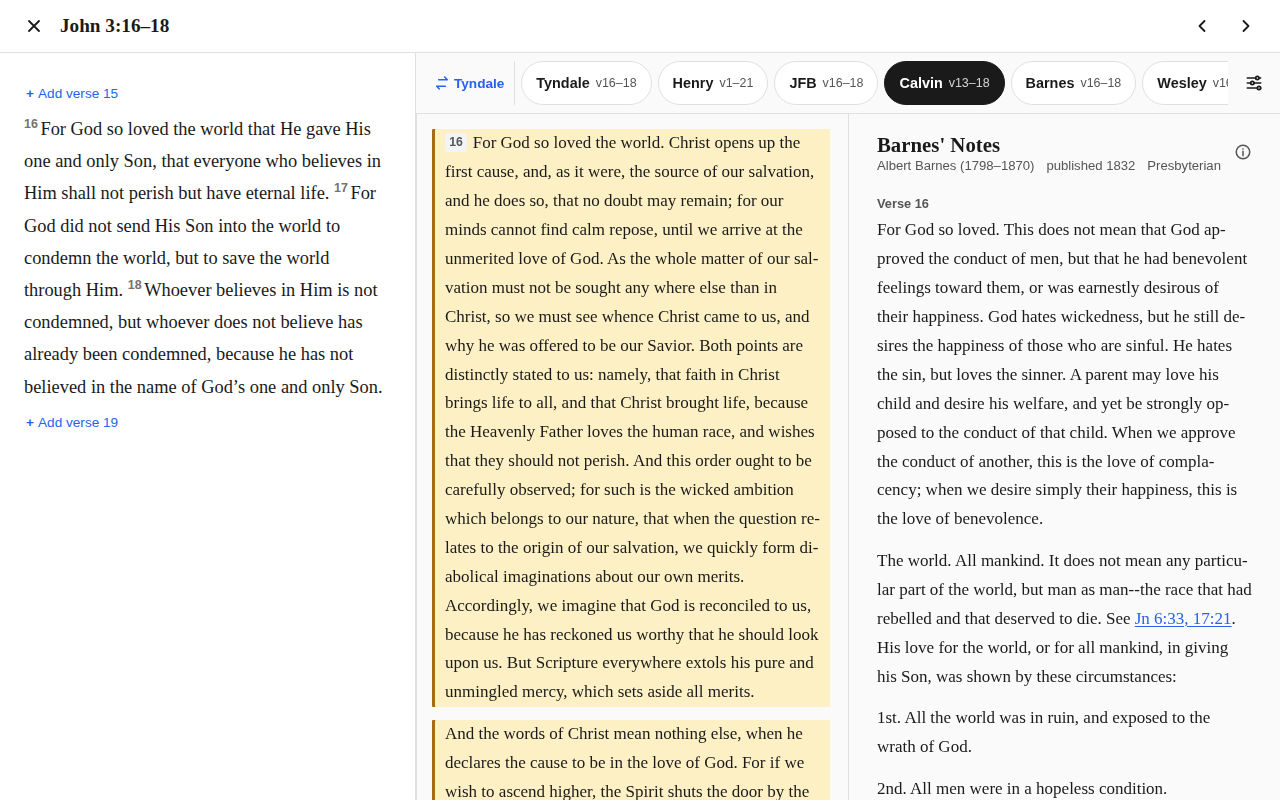 John 3:16–18
+ Add verse 15
16 For God so loved the world that He gave His
one and only Son, that everyone who believes in
Him shall not perish but have eternal life. 17 For
God did not send His Son into the world to
condemn the world, but to save the world
through Him. 18 Whoever believes in Him is not
condemned, but whoever does not believe has
already been condemned, because he has not
believed in the name of God’s one and only Son.
+ Add verse 19
Tyndale Tyndale v16–18 Henry v1–21 JFB v16–18 Calvin v13–18 Barnes v16–18 Wesley
16 For God so loved the world. Christ opens up the
first cause, and, as it were, the source of our salvation,
and he does so, that no doubt may remain; for our
minds cannot find calm repose, until we arrive at the
unmerited love of God. As the whole matter of our sal-
vation must not be sought any where else than in
Christ, so we must see whence Christ came to us, and
why he was offered to be our Savior. Both points are
distinctly stated to us: namely, that faith in Christ
brings life to all, and that Christ brought life, because
the Heavenly Father loves the human race, and wishes
that they should not perish. And this order ought to be
carefully observed; for such is the wicked ambition
which belongs to our nature, that when the question re-
lates to the origin of our salvation, we quickly form di-
abolical imaginations about our own merits.
Accordingly, we imagine that God is reconciled to us,
because he has reckoned us worthy that he should look
upon us. But Scripture everywhere extols his pure and
unmingled mercy, which sets aside all merits.
And the words of Christ mean nothing else, when he
declares the cause to be in the love of God. For if we
wish to ascend higher, the Spirit shuts the door by the
Barnes' Notes
Albert Barnes (1798–1870) published 1832 Presbyterian
Verse 16
For God so loved. This does not mean that God ap-
proved the conduct of men, but that he had benevolent
feelings toward them, or was earnestly desirous of
their happiness. God hates wickedness, but he still de-
sires the happiness of those who are sinful. He hates
the sin, but loves the sinner. A parent may love his
child and desire his welfare, and yet be strongly op-
posed to the conduct of that child. When we approve
the conduct of another, this is the love of compla-
cency; when we desire simply their happiness, this is
the love of benevolence.
The world. All mankind. It does not mean any particu-
lar part of the world, but man as man--the race that had
rebelled and that deserved to die. See Jn 6:33, 17:21.
His love for the world, or for all mankind, in giving
his Son, was shown by these circumstances:
1st. All the world was in ruin, and exposed to the
wrath of God.
2nd. All men were in a hopeless condition.